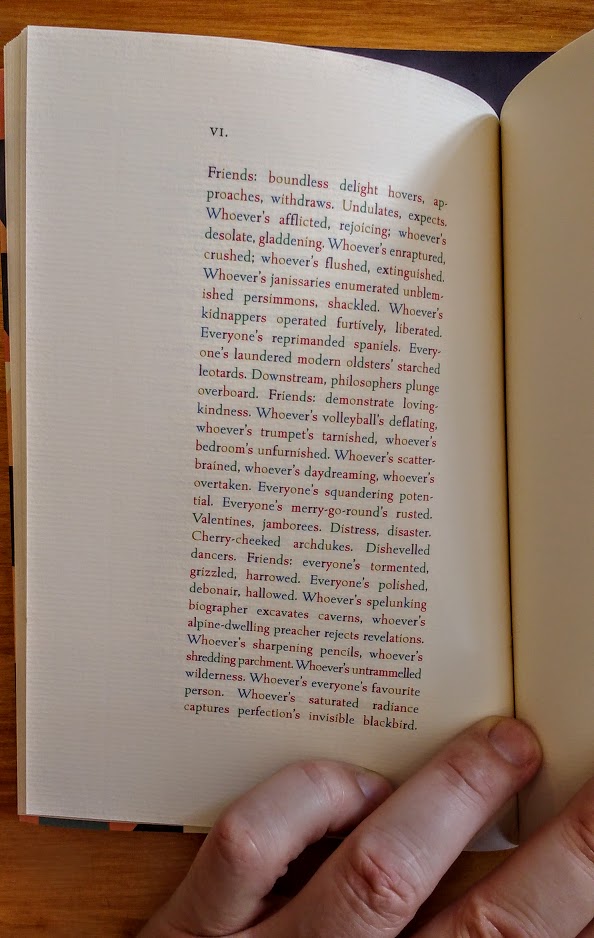 VI.
Friends: boundless delight hovers, ap-
proaches, withdraws. Undulates, expects.
Whoever's afflicted, rejoicing; whoever's
desolate, gladdening. Whoever's enraptured,
crushed; whoever's flushed, extinguished.
Whoever's janissaries enumerated unblem-
ished persimmons, shackled. Whoever's
kidnappers operated furtively, liberated.
Everyone's reprimanded spaniels. Every-
one's laundered modern oldsters' starched
leotards. Downstream, philosophers plunge
overboard. Friends: demonstrate loving-
kindness. Whoever's volleyball's deflating,
whoever's trumpet's tarnished, whoever's
bedroom's unfurnished. Whoever's scatter-
brained, whoever's daydreaming, whoever's
overtaken. Everyone's squandering poten-
tial. Everyone's merry-go-round's rusted.
Valentines, jamborees. Distress, disaster.
Cherry-cheeked archdukes. Dishevelled
dancers. Friends: everyone's tormented,
grizzled, harrowed. Everyone's polished,
debonair, hallowed. Whoever's spelunking
biographer excavates caverns, whoever's
alpine-dwelling preacher rejects revelations.
Whoever's sharpening pencils, whoever's
shredding parchment. Whoever's untrammelled
wilderness. Whoever's everyone's favourite
person. Whoever's saturated radiance
captures perfection's invisible blackbird.